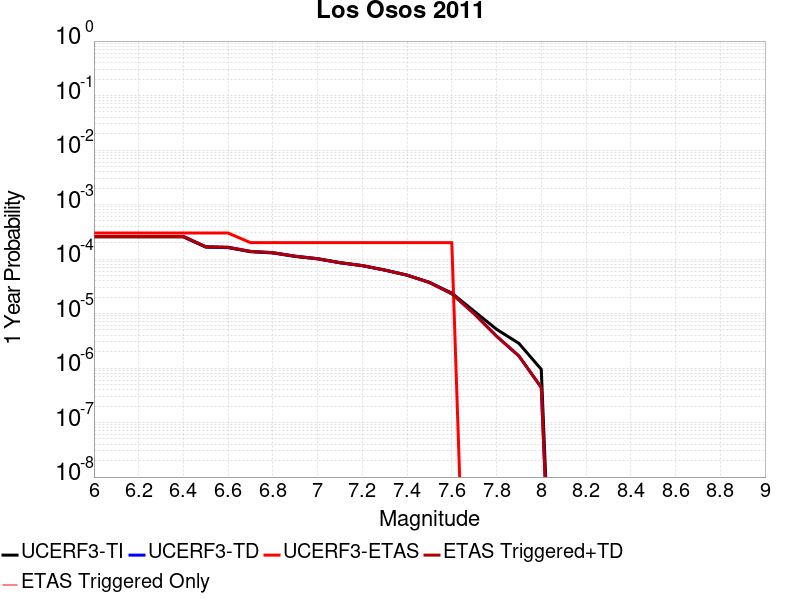 Los Osos 2011
10^0
10^-1
10^-2
10^-3
10^-4
10^-5
10^-6
10^-7
10^-8
1 Year Probability
6 6.2 6.4 6.6 6.8 7 7.2 7.4 7.6 7.8 8 8.2 8.4 8.6 8.8 9
Magnitude
UCERF3-TI UCERF3-TD UCERF3-ETAS ETAS Triggered+TD
ETAS Triggered Only